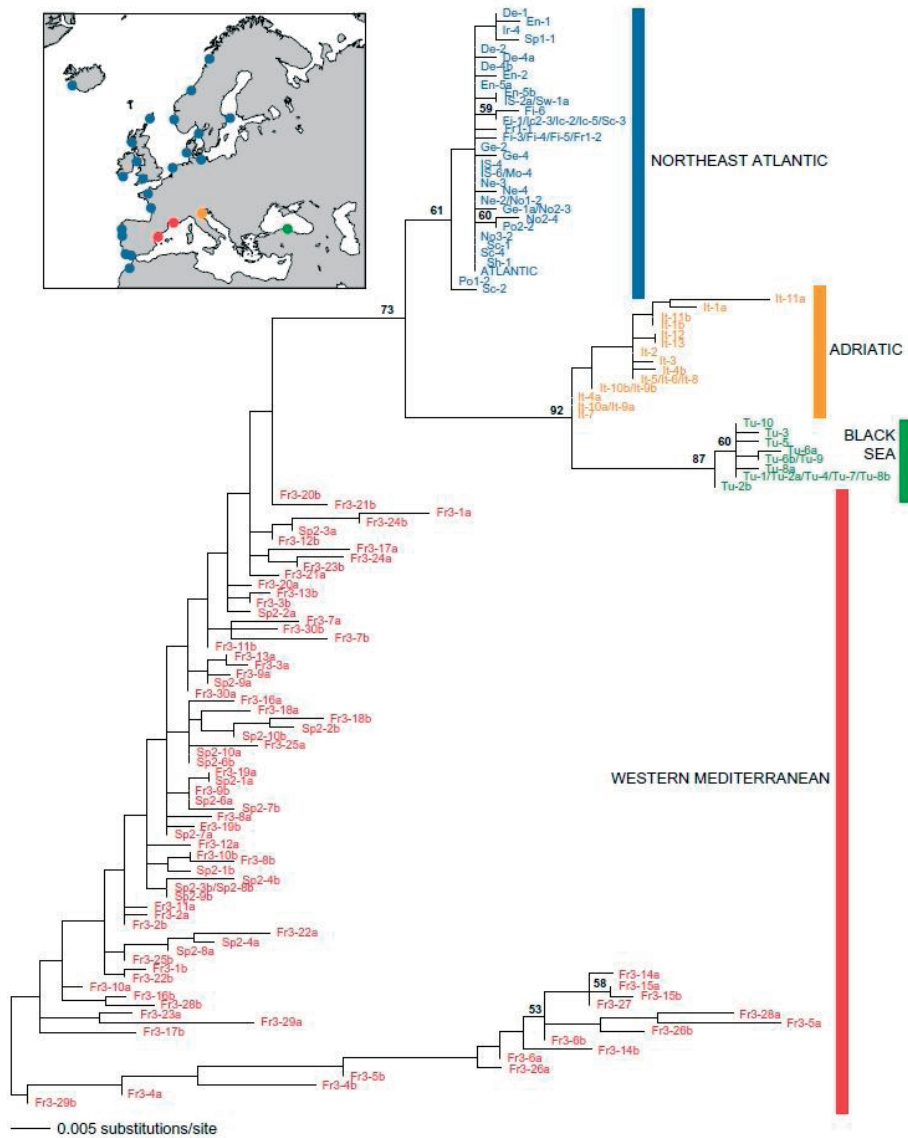 De-1
En-1
Ir-4
Sp1-1
De-2
De-4a
De-4b
En-2
En-5a
En-5b
IS-2a/Sw-1a
59
Fi-6
Fi-1/Ic2-3/Ic-2/Ic-5/Sc-3
Fr1-1
Fi-3/Fi-4/Fi-5/Fr1-2
Ge-2
Ge-4
IS-4
IS-6/Mo-4
Ne-3
Ne-4
Ne-2/No1-2
Ge-1a/No2-3
61
60
No2-4
Po2-2
No3-2
Sc-1
Sc-4
Sh-1
ATLANTIC
Po1-2
Sc-2
NORTHEAST ATLANTIC
73
It-11a
It-1a
It-11b
It-1b
It-12
It-13
It-2
It-3
It-4b
It-5/It-6/It-8
It-10b/It-9b
It-4a
It-10a/It-9a
It-7
ADRIATIC
92
Tu-10
Tu-3
60
Tu-5
Tu-6a
Tu-6b/Tu-9
87
Tu-8a
Tu-1/Tu-2a/Tu-4/Tu-7/Tu-8b
Tu-2b
BLACK
SEA
Fr3-20b
Fr3-21b
Fr3-1a
Fr3-24b
Sp2-3a
Fr3-12b
Fr3-17a
Fr3-24a
Fr3-23b
Fr3-21a
Fr3-20a
Fr3-13b
Fr3-3b
Sp2-2a
Fr3-7a
Fr3-30b
Fr3-7b
Fr3-11b
Fr3-13a
Fr3-3a
Fr3-9a
Sp2-9a
Fr3-30a
Fr3-16a
Fr3-18a
Fr3-18b
Sp2-2b
Sp2-10b
Fr3-25a
Sp2-10a
Sp2-6b
Fr3-19a
Sp2-1a
Fr3-9b
Sp2-6a
Sp2-7b
Fr3-8a
Fr3-19b
Sp2-7a
Fr3-12a
Fr3-10b
Fr3-8b
Sp2-1b
Sp2-4b
Sp2-3b/Sp2-8b
Sp2-9b
Fr3-11a
Fr3-2a
Fr3-2b
Fr3-22a
Sp2-4a
Sp2-8a
Fr3-25b
Fr3-1b
Fr3-22b
Fr3-10a
Fr3-16b
Fr3-28b
Fr3-23a
Fr3-29a
Fr3-17b
WESTERN MEDITERRANEAN
Fr3-14a
58
Fr3-15a
Fr3-15b
Fr3-27
53
Fr3-28a
Fr3-5a
Fr3-26b
Fr3-6b
Fr3-14b
Fr3-6a
Fr3-26a
Fr3-5b
Fr3-4b
Fr3-4a
Fr3-29b
0.005 substitutions/site